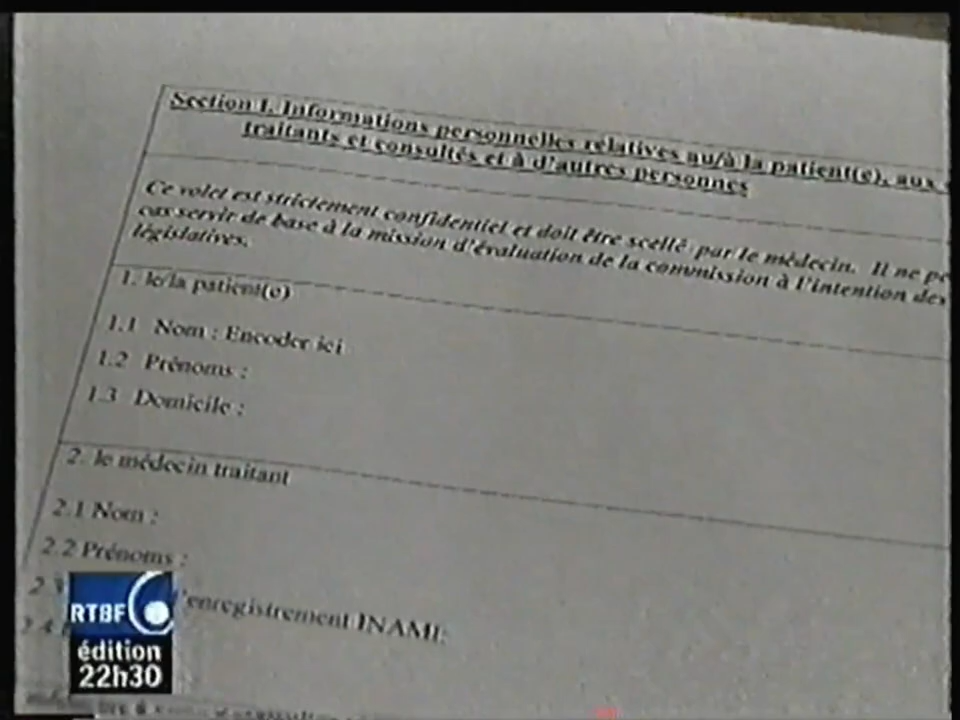 Section I. Informations personnelles relatives au/à la patient(e), aux
traitants et consultés et à d'autres personnes
Ce volet est strictement confidentiel et doit être scellé par le médecin. Il ne
cas servir de base à la mission d'évaluation de la commission à l'intention des
législatives.
1. le/la patient(e)
1.1 Nom : Encoder ici
1.2 Prénoms :
1.3 Domicile :
2. le médecin traitant
2.1 Nom :
2.2 Prénoms :
l'enregistrement INAMI:
RTBF
édition
22h30